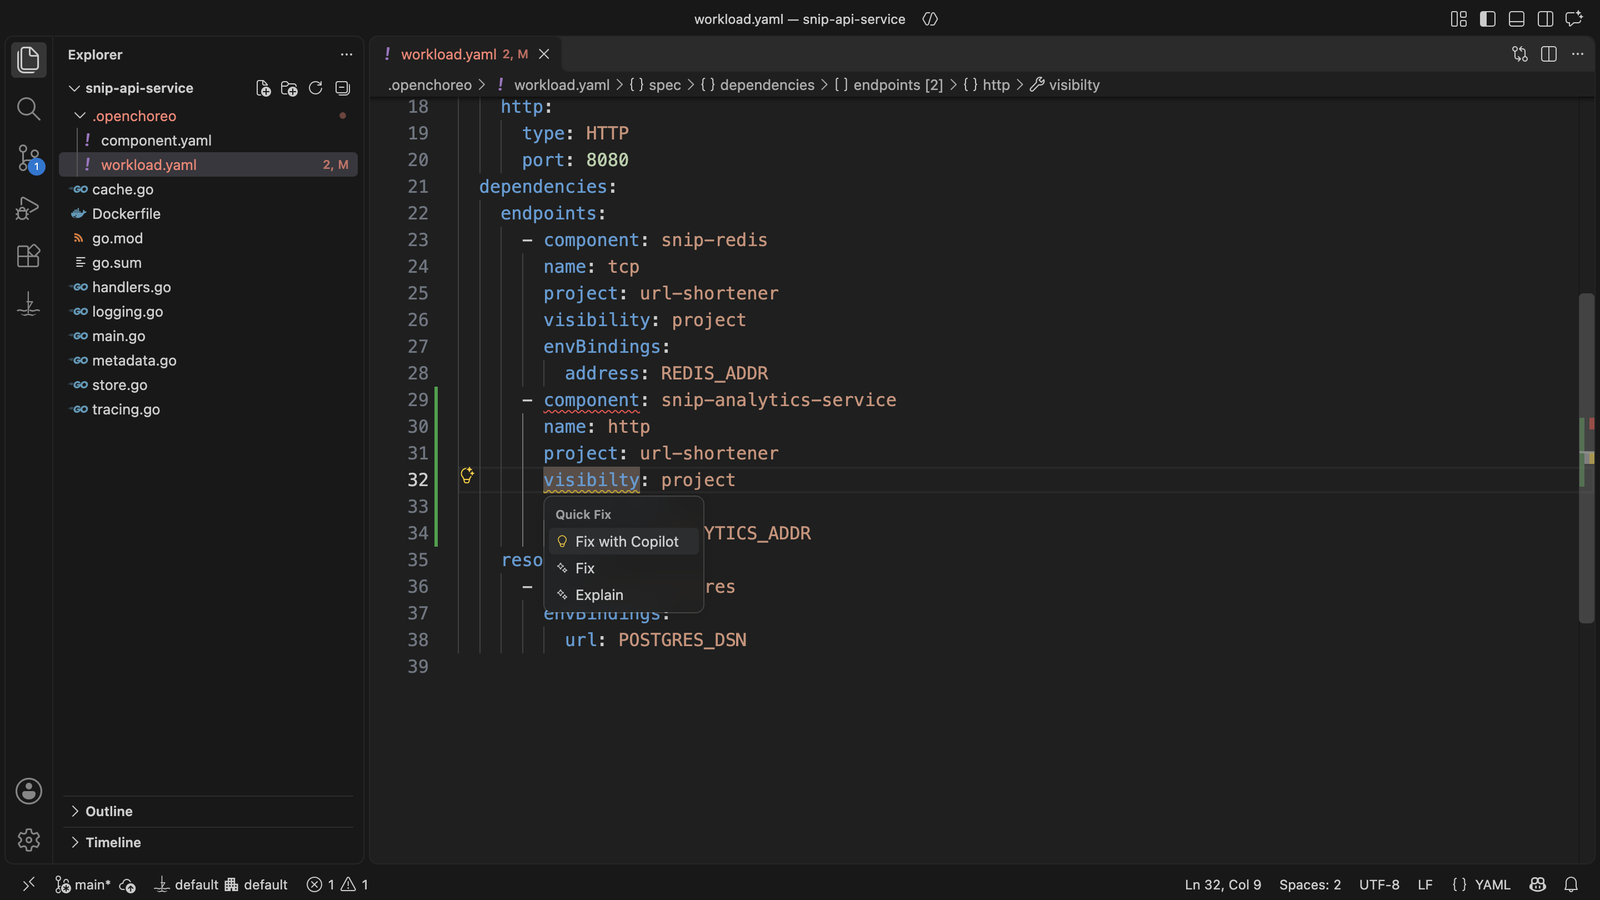 workload.yaml — snip-api-service
Explorer
snip-api-service
.openchoreo
component.yaml
workload.yaml 2, M
cache.go
Dockerfile
go.mod
go.sum
handlers.go
logging.go
main.go
metadata.go
store.go
tracing.go
Outline
Timeline
1
workload.yaml 2, M
.openchoreo > workload.yaml > {} spec > {} dependencies > [] endpoints [2] > {} http > visibilty
18 http:
19 type: HTTP
20 port: 8080
21 dependencies:
22 endpoints:
23 - component: snip-redis
24 name: tcp
25 project: url-shortener
26 visibility: project
27 envBindings:
28 address: REDIS_ADDR
29 - component: snip-analytics-service
30 name: http
31 project: url-shortener
32 visibilty: project
33
34 YTICS_ADDR
35 reso
36 - res
37 envBindings:
38 url: POSTGRES_DSN
39
Quick Fix
Fix with Copilot
Fix
Explain
main* default default 1 1
Ln 32, Col 9 Spaces: 2 UTF-8 LF {} YAML